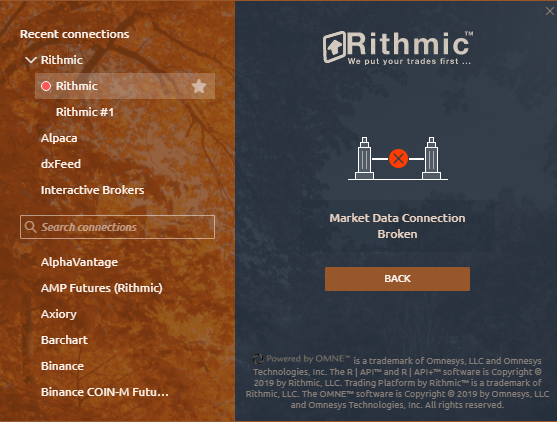 Recent connections
Rithmic
Rithmic
Rithmic #1
Alpaca
dxFeed
Interactive Brokers
Search connections
AlphaVantage
AMP Futures (Rithmic)
Axiory
Barchart
Binance
Binance COIN-M Futu...
Rithmic™
We put your trades first ...
Market Data Connection
Broken
BACK
Powered by OMNE™ is a trademark of Omnesys, LLC and Omnesys
Technologies, Inc. The R | API™ and R | API+™ software is Copyright ©
2019 by Rithmic, LLC. Trading Platform by Rithmic™ is a trademark of
Rithmic, LLC. The OMNE™ software is Copyright © 2019 by Omnesys, LLC
and Omnesys Technologies, Inc. All rights reserved.